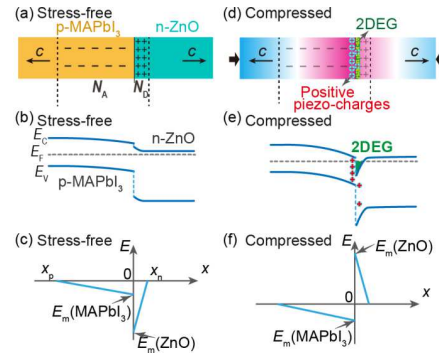 (a) Stress-free
p-MAPbI3 n-ZnO
c c
NA ND
(b) Stress-free
EC
EF
EV
n-ZnO
p-MAPbI3
(c) Stress-free
E
xp 0 xn x
Em(MAPbI3)
Em(ZnO)
(d) Compressed
2DEG
c c
Positive
piezo-charges
(e) Compressed
2DEG
(f) Compressed
E
Em(ZnO)
0 x
Em(MAPbI3)